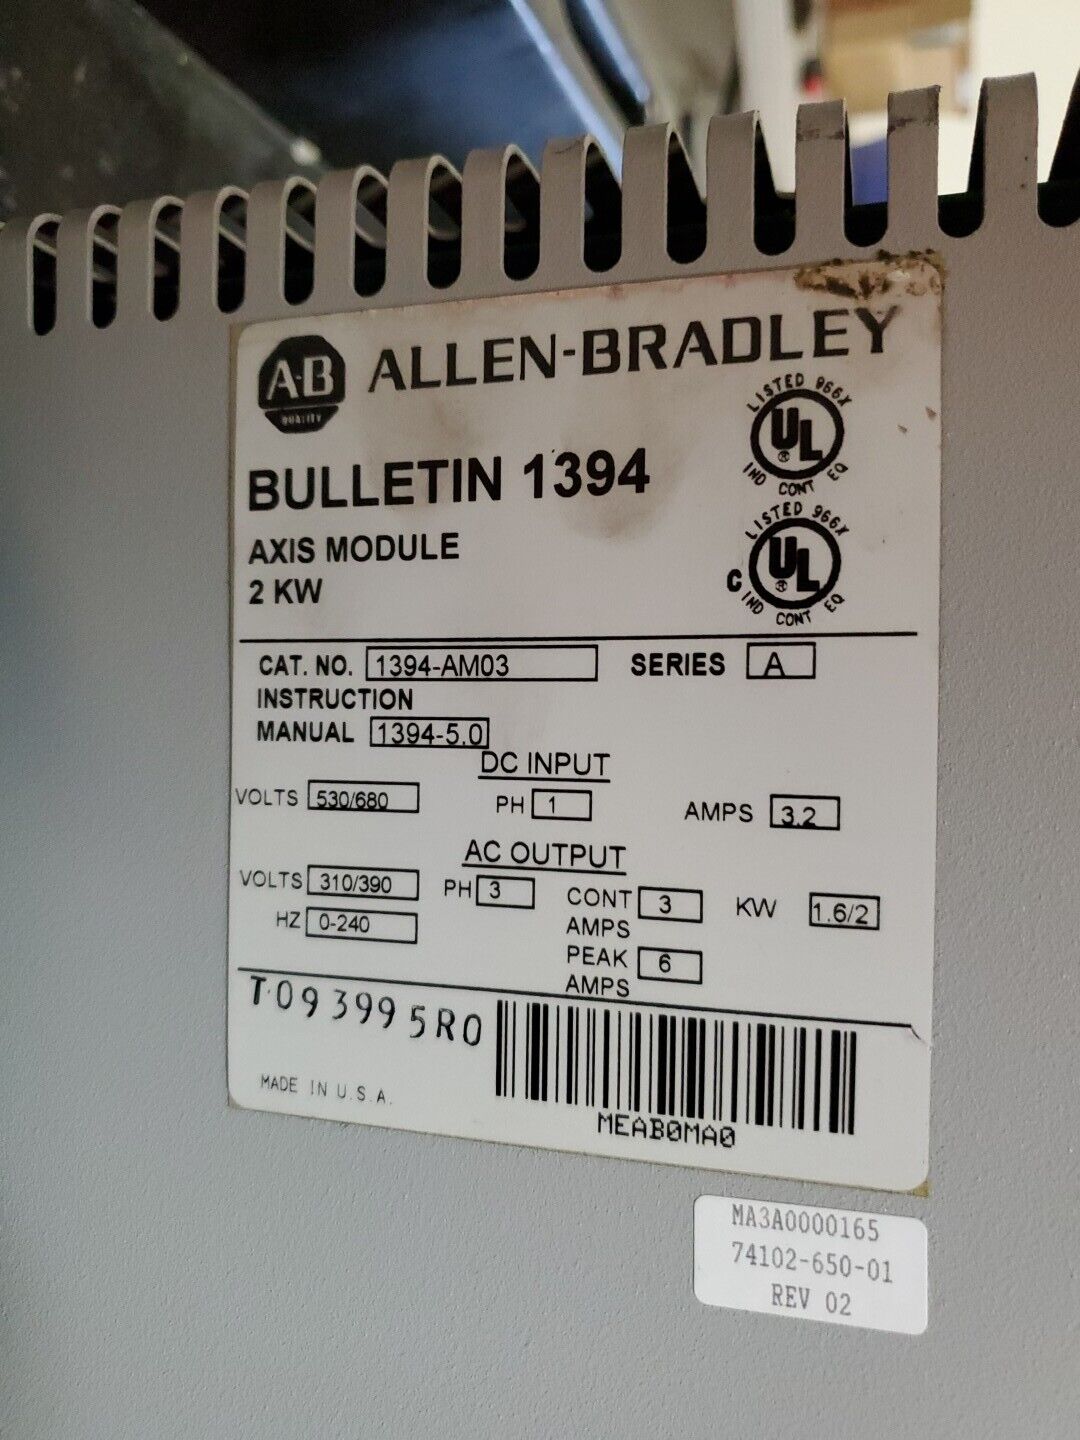 A-B
QUALITY
ALLEN-BRADLEY
LISTED 966X
UL ®
IND CONT EQ
BULLETIN 1394
AXIS MODULE
2 KW
LISTED 966X
C UL ®
IND CONT EQ
CAT. NO. 1394-AM03 SERIES A
INSTRUCTION
MANUAL 1394-5.0
DC INPUT
VOLTS 530/680 PH 1 AMPS 3.2
AC OUTPUT
VOLTS 310/390 PH 3 CONT 3 KW 1.6/2
AMPS
HZ 0-240
PEAK 6
AMPS
T093995R0
MADE IN U.S.A.
MEAB0MA0
MA3A0000165
74102-650-01
REV 02